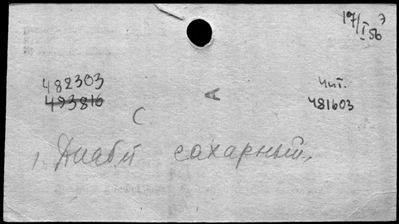 17/I 56 э
482303
493816
Чит.
481603
С
А
1. Диабет сахарный.